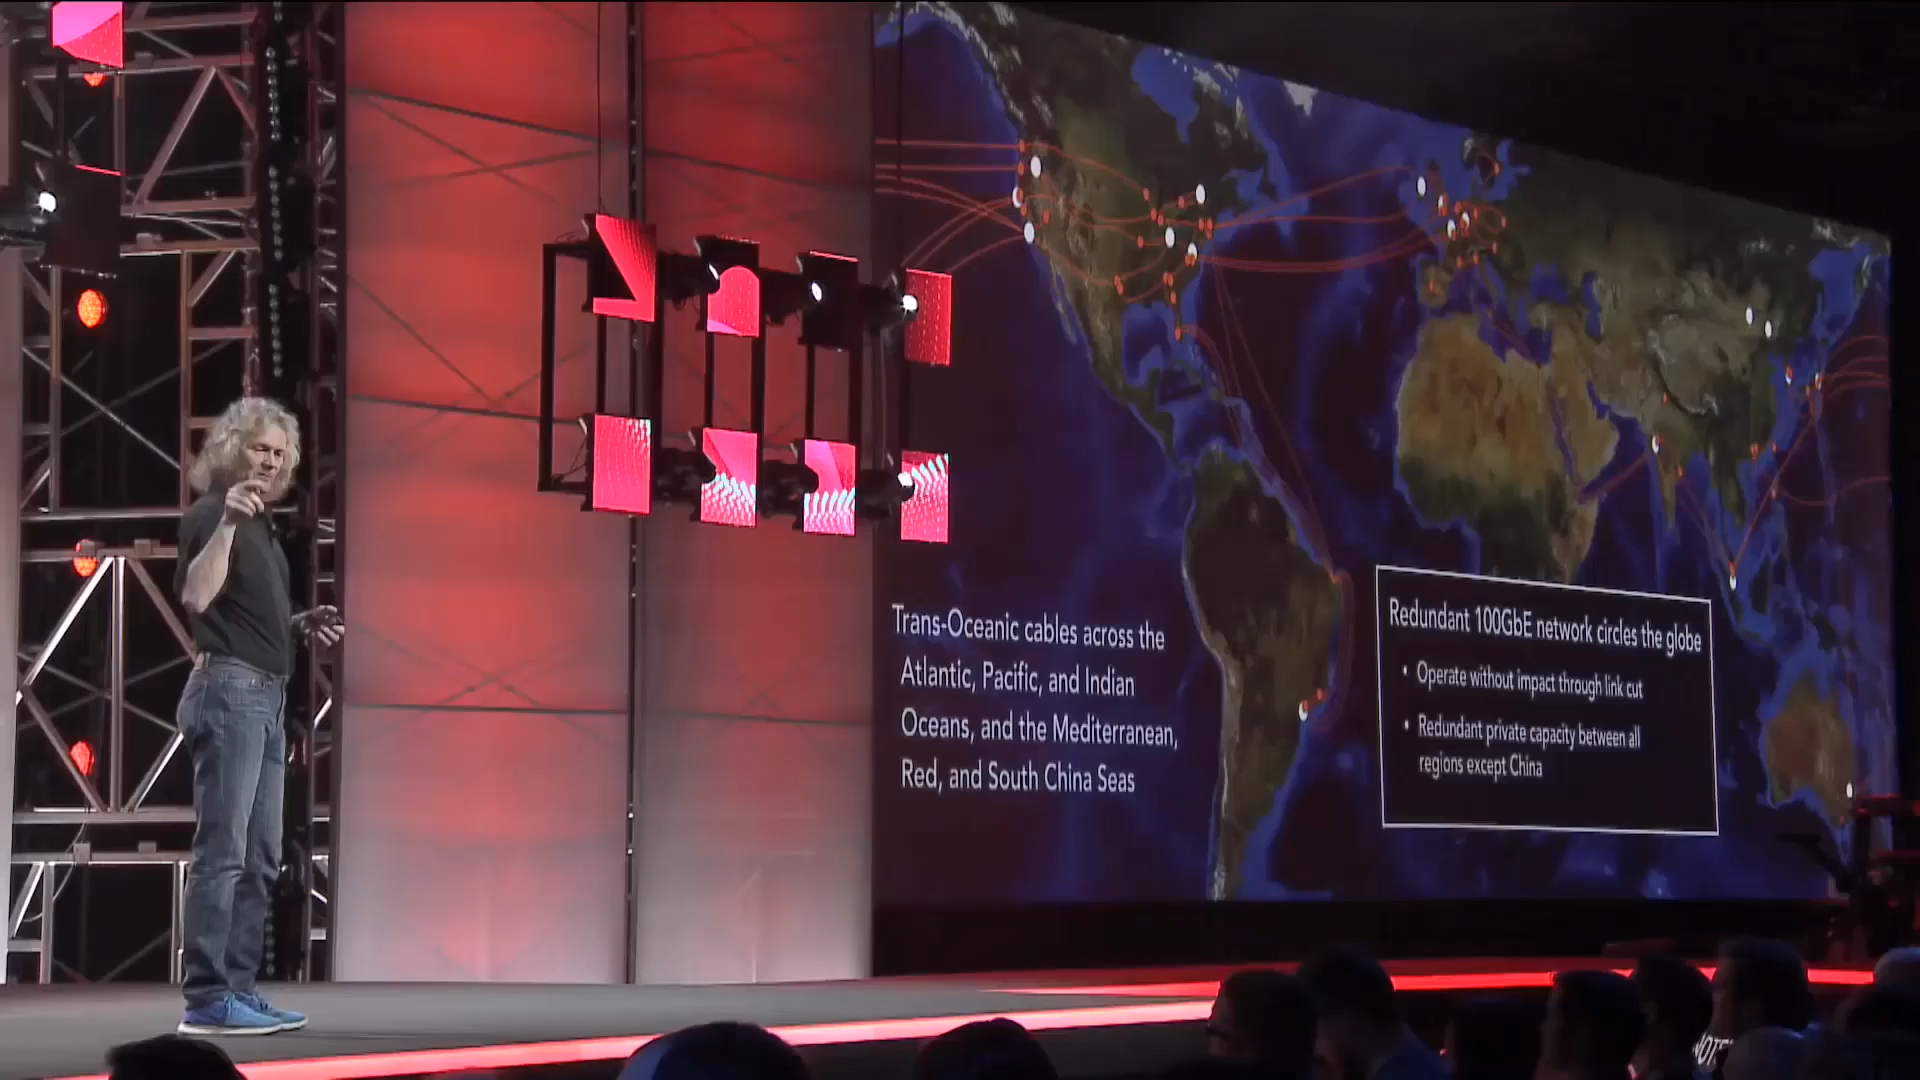 Trans-Oceanic cables across the
Atlantic, Pacific, and Indian
Oceans, and the Mediterranean,
Red, and South China Seas
Redundant 100GbE network circles the globe
• Operate without impact through link cut
• Redundant private capacity between all
regions except China